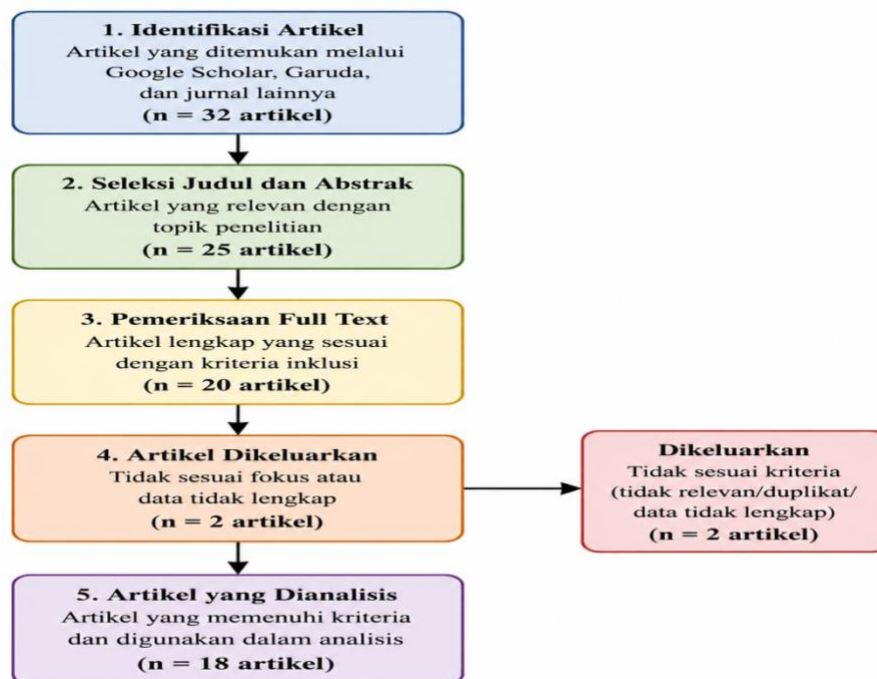 1. Identifikasi Artikel
Artikel yang ditemukan melalui
Google Scholar, Garuda,
dan jurnal lainnya
(n = 32 artikel)
2. Seleksi Judul dan Abstrak
Artikel yang relevan dengan
topik penelitian
(n = 25 artikel)
3. Pemeriksaan Full Text
Artikel lengkap yang sesuai
dengan kriteria inklusi
(n = 20 artikel)
4. Artikel Dikeluarkan
Tidak sesuai fokus atau
data tidak lengkap
(n = 2 artikel)
Dikeluarkan
Tidak sesuai kriteria
(tidak relevan/duplikat/
data tidak lengkap)
(n = 2 artikel)
5. Artikel yang Dianalisis
Artikel yang memenuhi kriteria
dan digunakan dalam analisis
(n = 18 artikel)